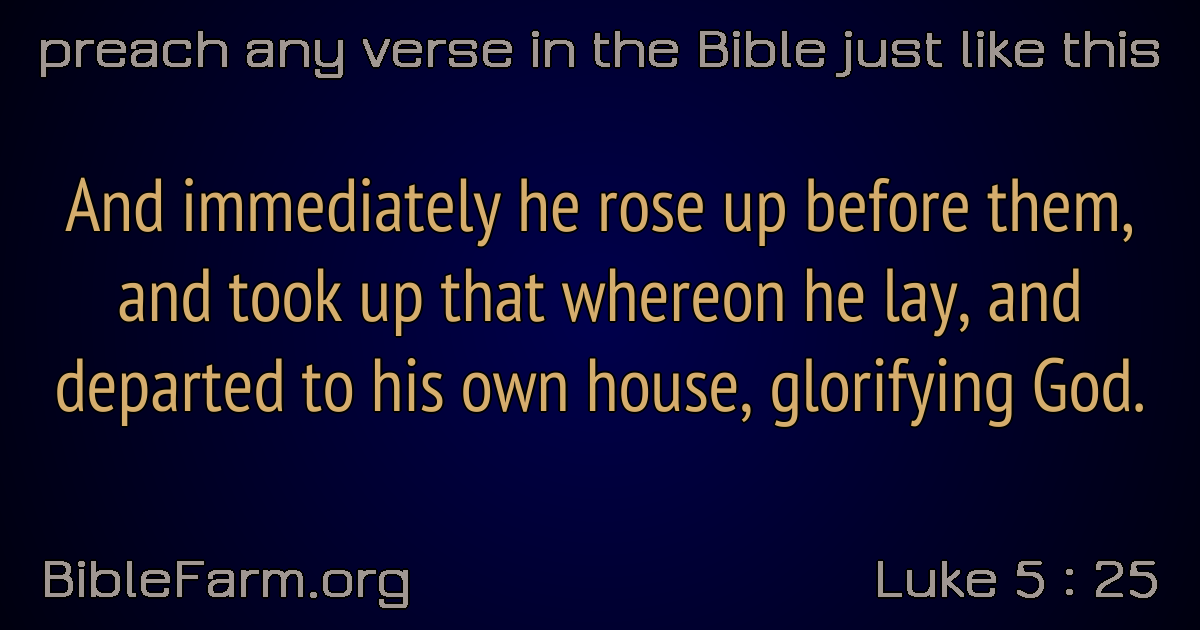 preach any verse in the Bible just like this
And immediately he rose up before them,
and took up that whereon he lay, and
departed to his own house, glorifying God.
BibleFarm.org
Luke 5 : 25